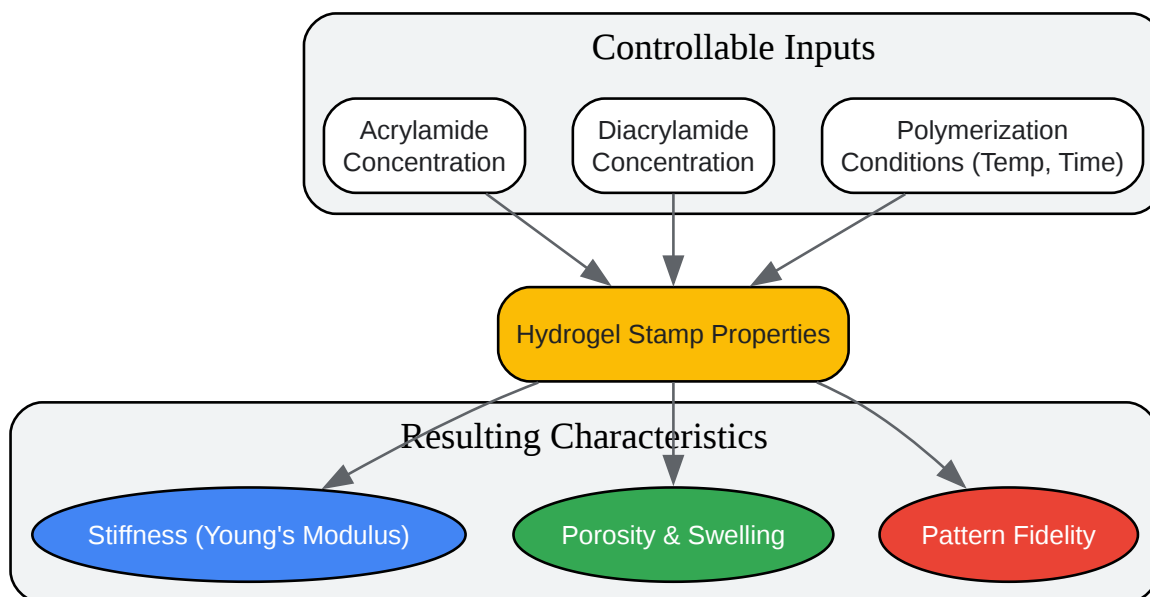 Controllable Inputs
Acrylamide
Concentration
Diacrylamide
Concentration
Polymerization
Conditions (Temp, Time)
Hydrogel Stamp Properties
Resulting Characteristics
Stiffness (Young's Modulus)
Porosity & Swelling
Pattern Fidelity